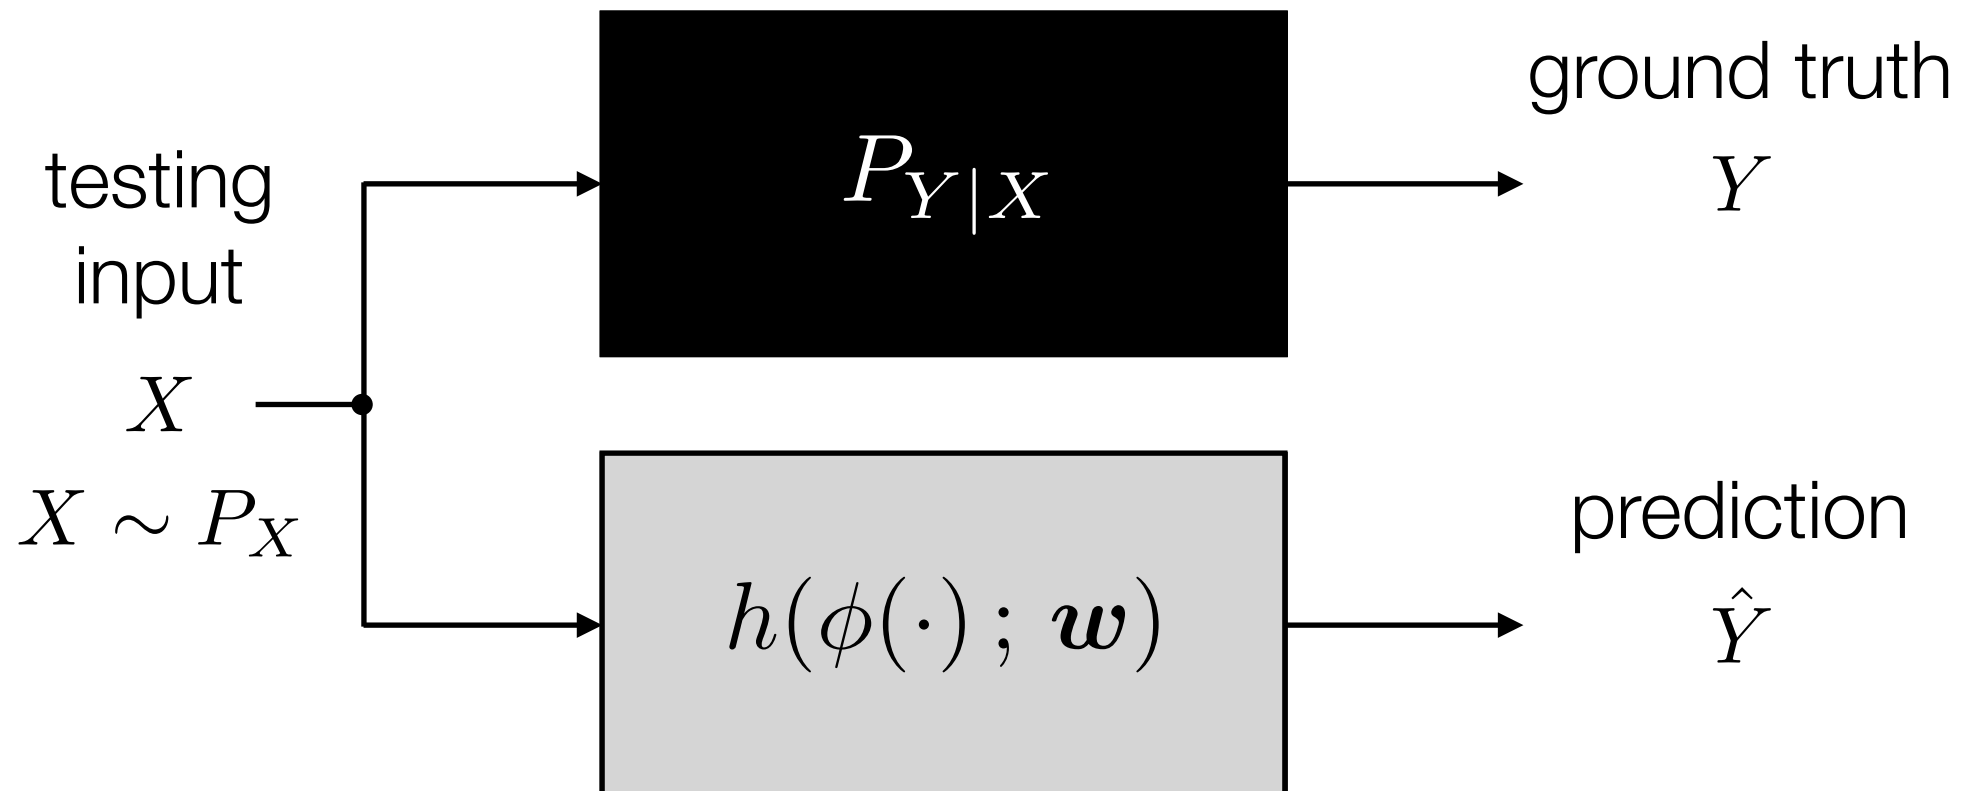 testing
input
X
X ∼ P_X
P_{Y|X}
ground truth
Y
h(ϕ(·) ; w)
prediction
Ŷ